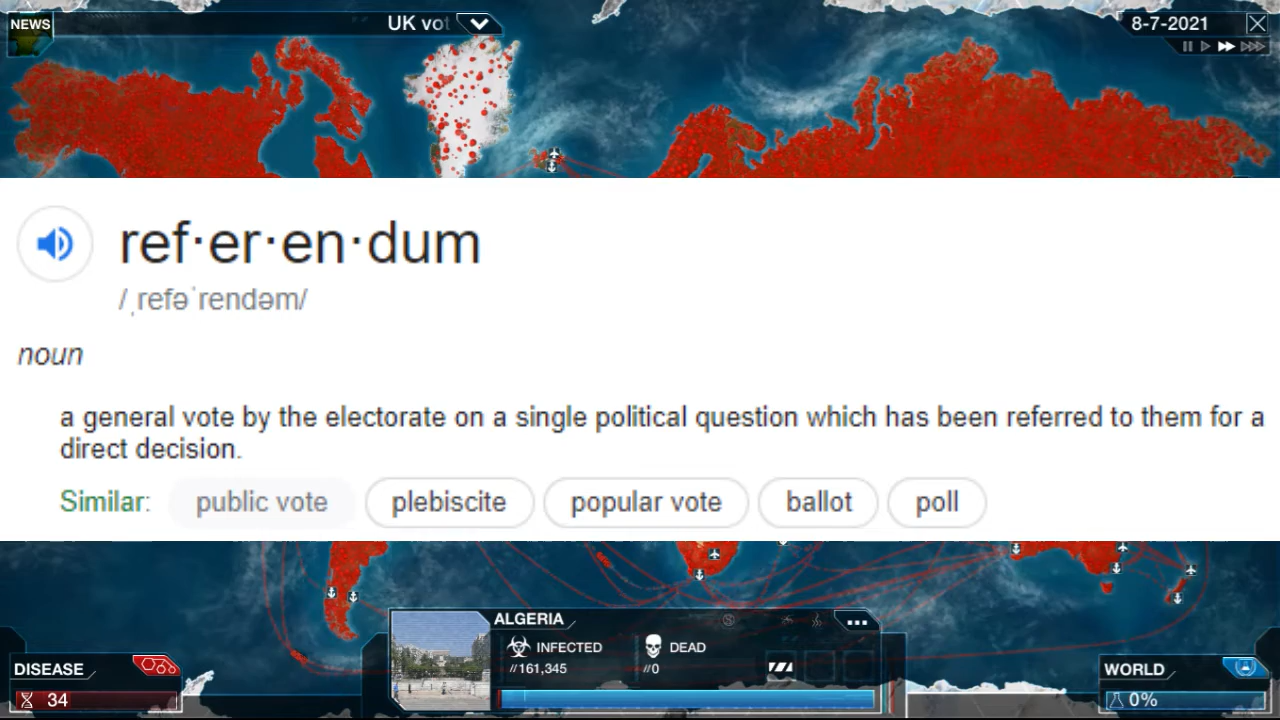 NEWS
UK vot
8-7-2021
ref·er·en·dum
/ˌrefəˈrendəm/
noun
a general vote by the electorate on a single political question which has been referred to them for a
direct decision.
Similar: public vote plebiscite popular vote ballot poll
ALGERIA
INFECTED
//161,345
DEAD
//0
DISEASE
34
WORLD
0%